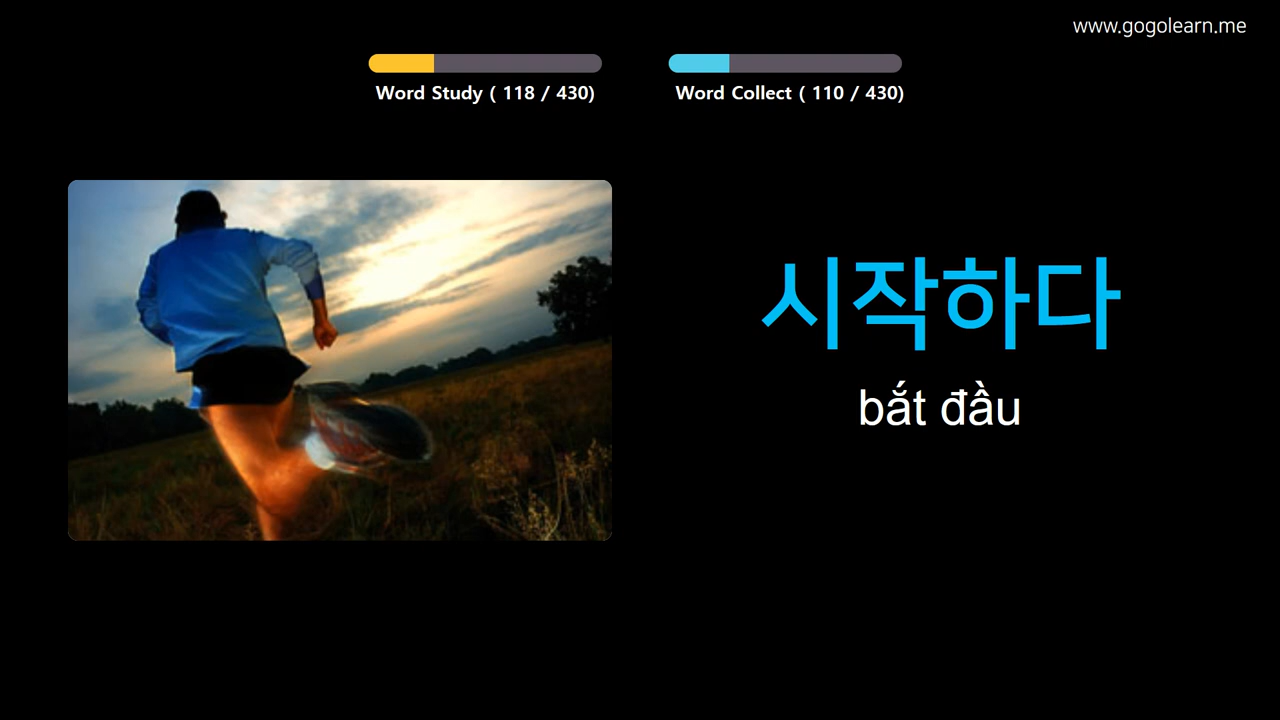 www.gogolearn.me
Word Study ( 118 / 430)
Word Collect ( 110 / 430)
시작하다
bắt đầu